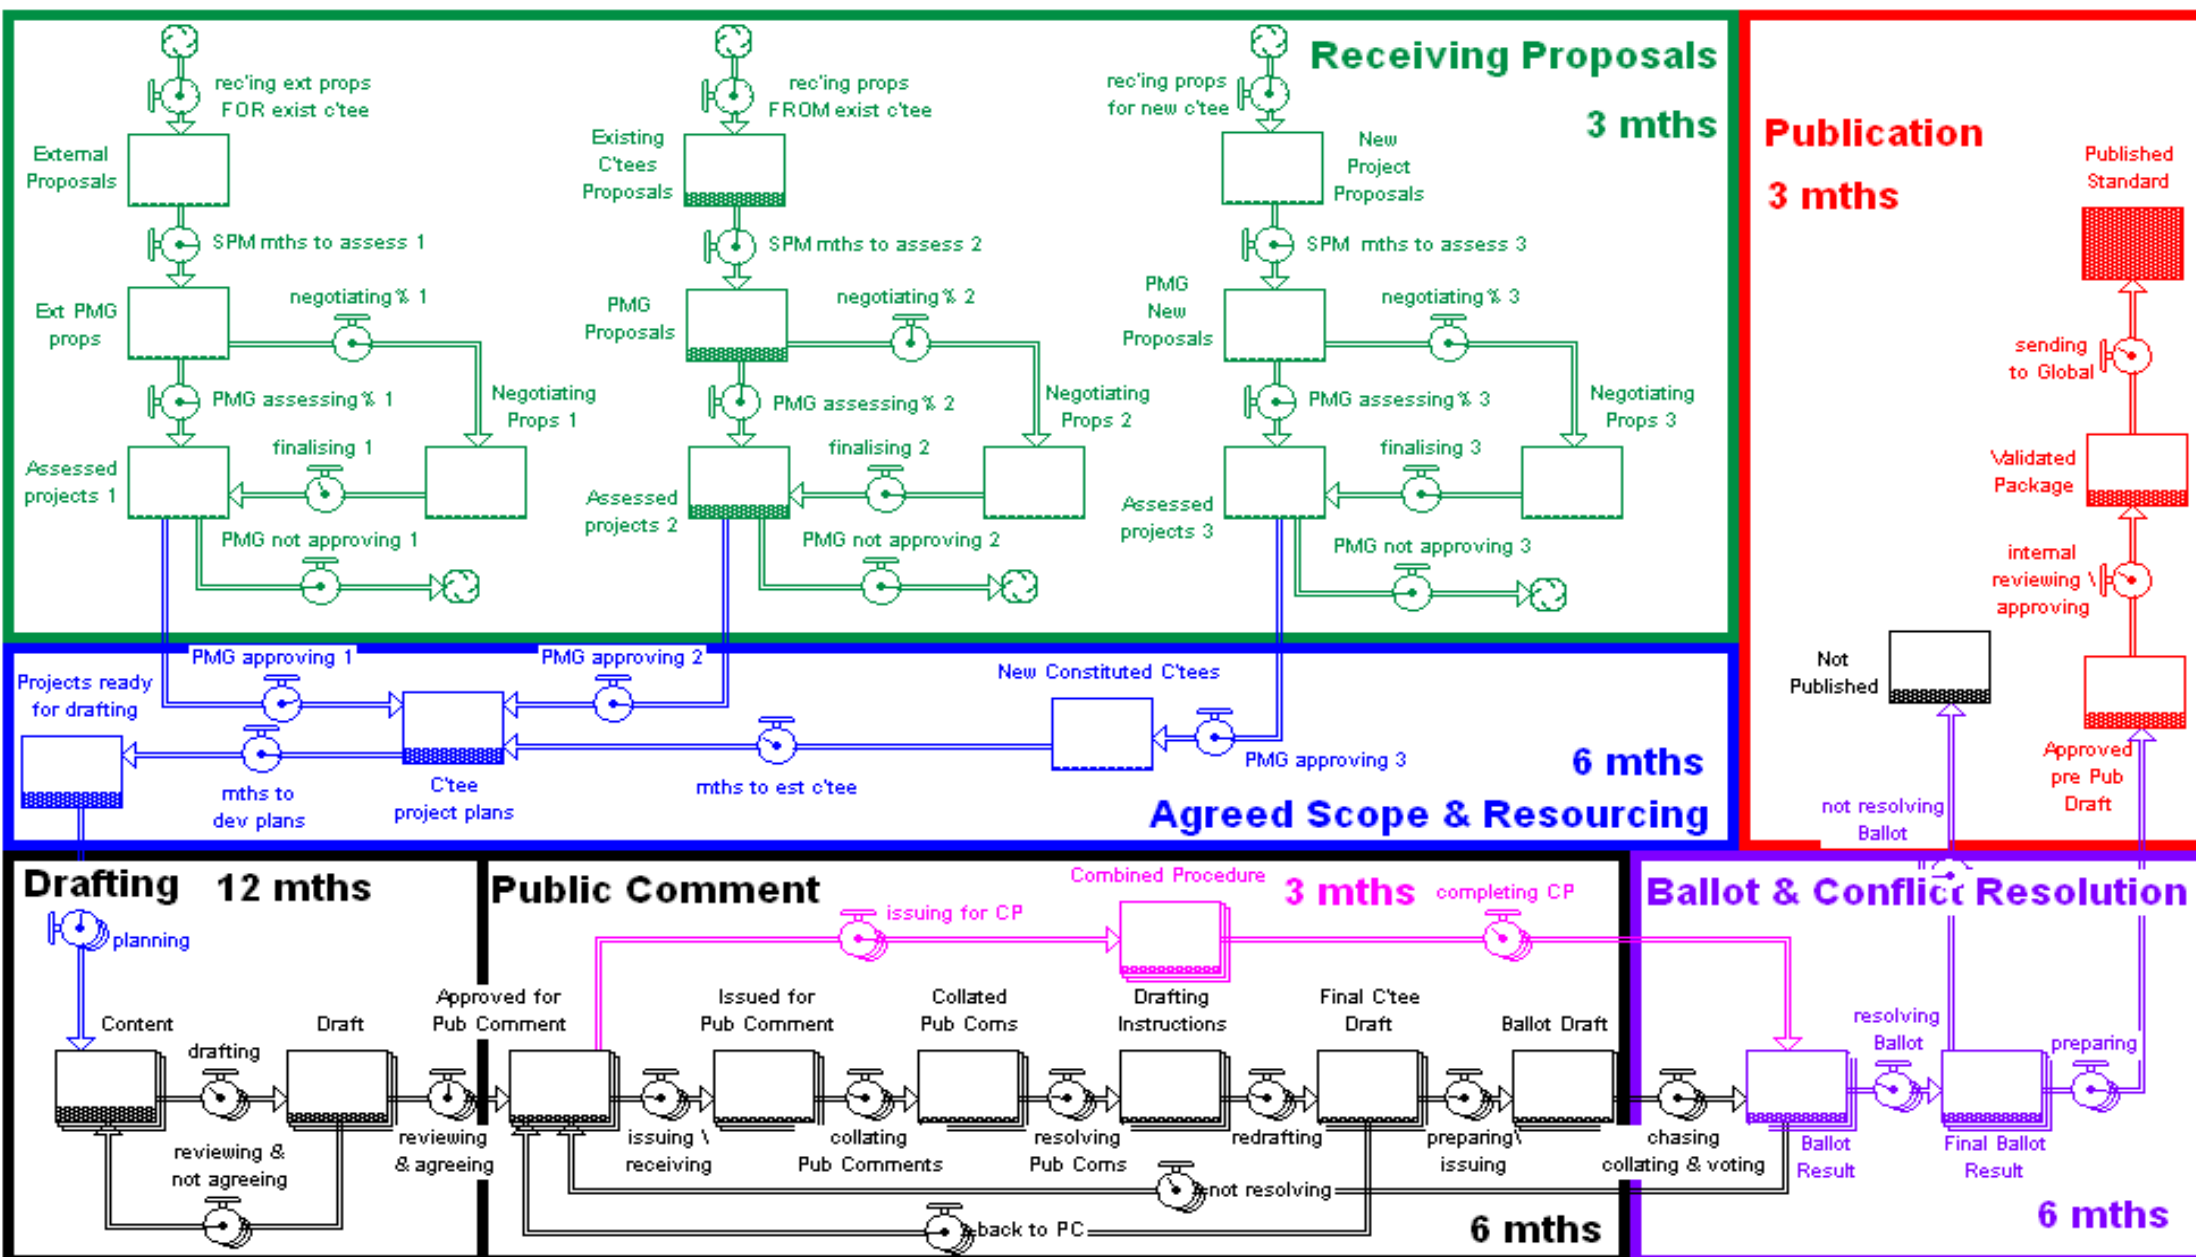 Receiving Proposals
3 mths
rec'ing ext props
FOR exist c'tee
rec'ing props
FROM exist c'tee
rec'ing props
for new c'tee
External
Proposals
Existing
C'tees
Proposals
New
Project
Proposals
SPM mths to assess 1
SPM mths to assess 2
SPM mths to assess 3
Ext PMG
props
negotiating % 1
PMG
Proposals
negotiating % 2
PMG
New
Proposals
negotiating % 3
PMG assessing % 1
Negotiating
Props 1
PMG assessing % 2
Negotiating
Props 2
PMG assessing % 3
Negotiating
Props 3
Assessed
projects 1
finalising 1
Assessed
projects 2
finalising 2
Assessed
projects 3
finalising 3
PMG not approving 1
PMG not approving 2
PMG not approving 3
Publication
3 mths
Published
Standard
sending
to Global
Validated
Package
internal
reviewing \
approving
Not
Published
Approved
pre Pub
Draft
not resolving
Ballot
PMG approving 1
PMG approving 2
New Constituted C'tees
Projects ready
for drafting
PMG approving 3
mths to
dev plans
C'tee
project plans
mths to est c'tee
6 mths
Agreed Scope & Resourcing
Drafting 12 mths
planning
Content
drafting
Draft
reviewing &
not agreeing
reviewing
& agreeing
Public Comment
Combined Procedure
3 mths
issuing for CP
completing CP
Approved for
Pub Comment
Issued for
Pub Comment
Collated
Pub Coms
Drafting
Instructions
Final C'tee
Draft
Ballot Draft
issuing \
receiving
collating
Pub Comments
resolving
Pub Coms
redrafting
preparing\
issuing
chasing
collating & voting
not resolving
back to PC
6 mths
Ballot & Conflict Resolution
resolving
Ballot
preparing
Ballot
Result
Final Ballot
Result
6 mths